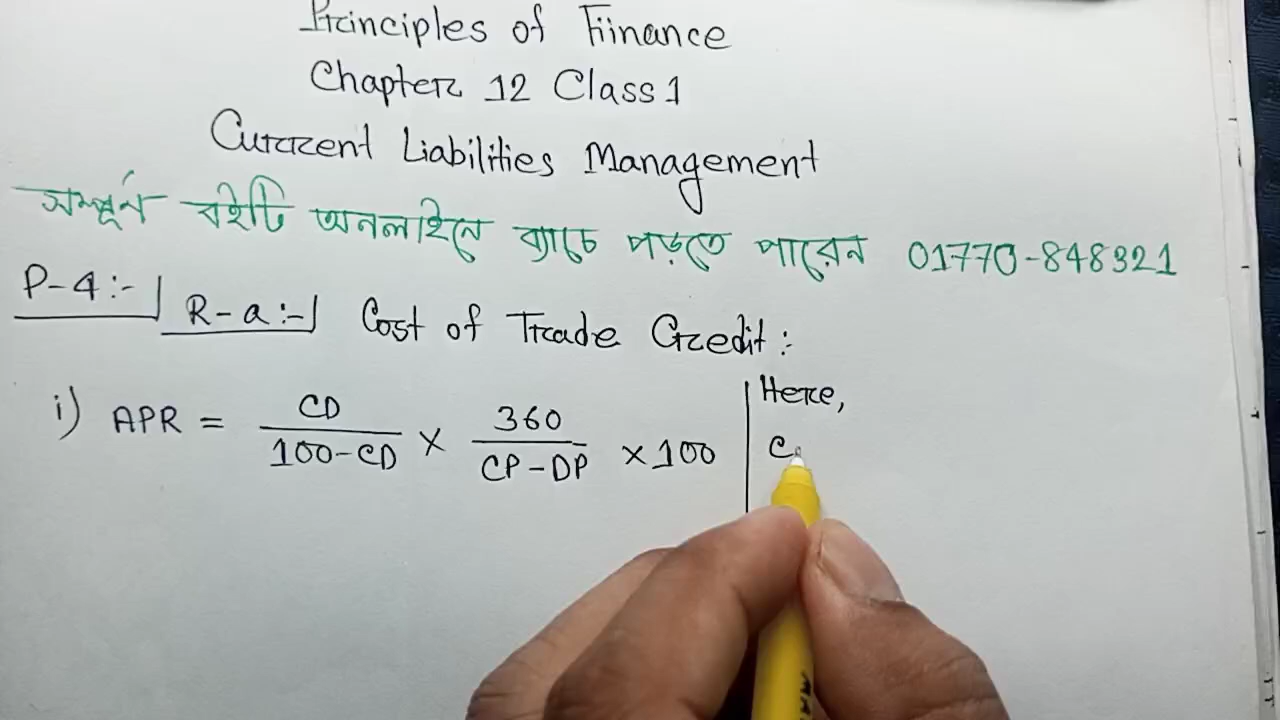 Principles of Fiinance
Chapter 12 Class 1
Current Liabilities Management
সম্পূর্ন বইটি অনলাইনে ব্যাচে পড়তে পারেন 01770-848321
P-4:- R-a:- Cost of Trade Credit:-
i) APR = CD / 100-CD × 360 / CP-DP × 100
Here,
C